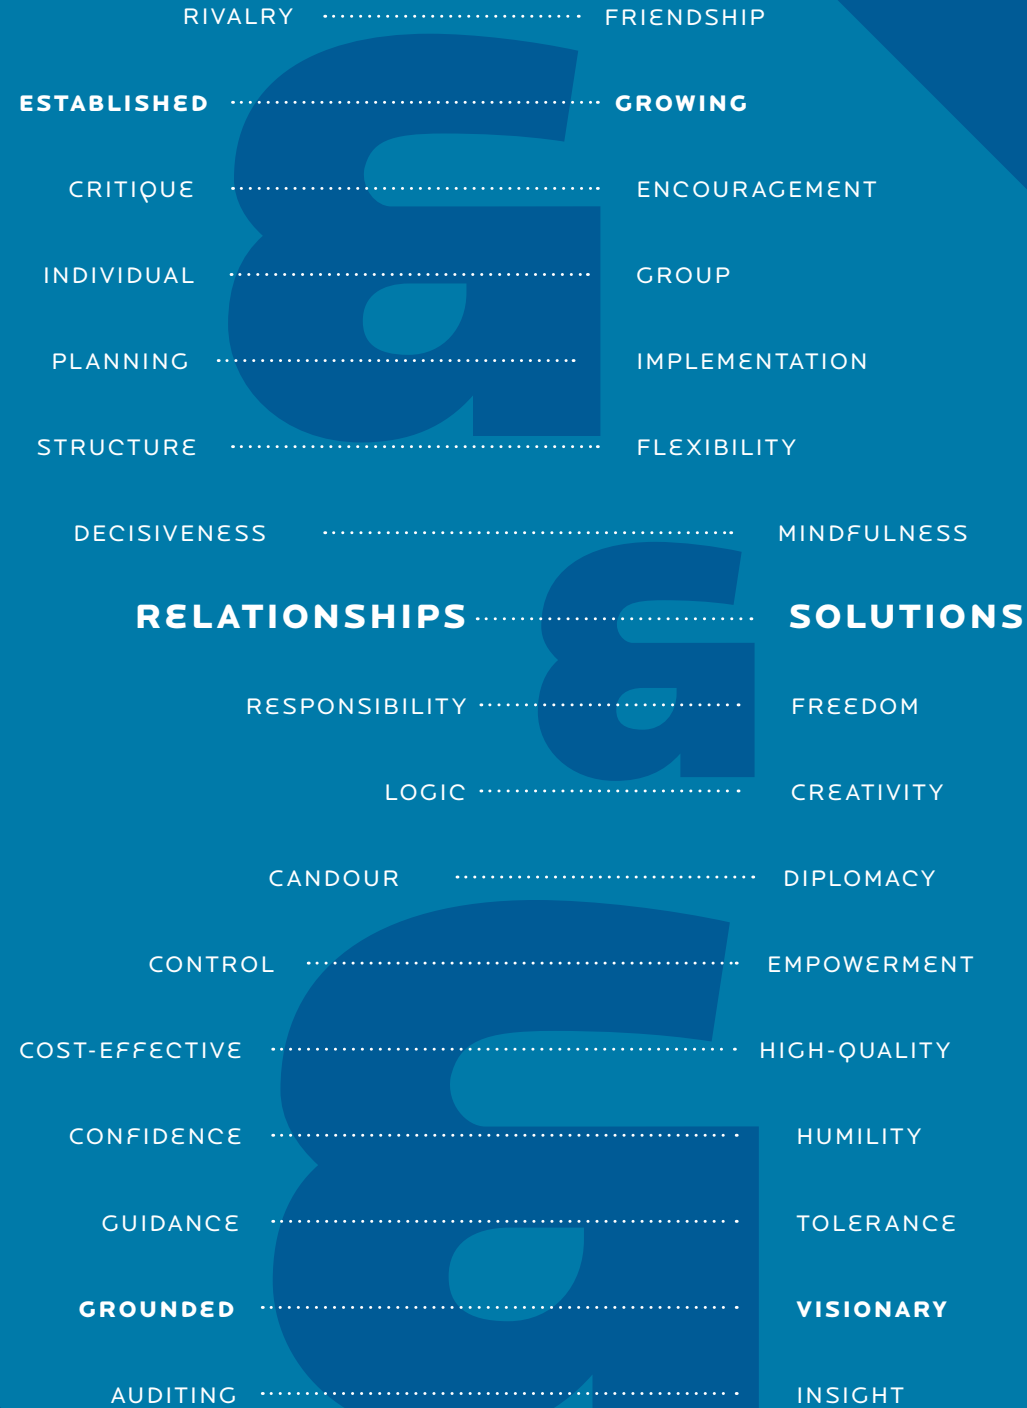 RIVALRY ........................................ FRIENDSHIP
ESTABLISHED ........................................ GROWING
CRITIQUE ........................................ ENCOURAGEMENT
INDIVIDUAL ........................................ GROUP
PLANNING ........................................ IMPLEMENTATION
STRUCTURE ........................................ FLEXIBILITY
DECISIVENESS ........................................ MINDFULNESS
RELATIONSHIPS ........................................ SOLUTIONS
RESPONSIBILITY ........................................ FREEDOM
LOGIC ........................................ CREATIVITY
CANDOUR ........................................ DIPLOMACY
CONTROL ........................................ EMPOWERMENT
COST-EFFECTIVE ........................................ HIGH-QUALITY
CONFIDENCE ........................................ HUMILITY
GUIDANCE ........................................ TOLERANCE
GROUNDED ........................................ VISIONARY
AUDITING ........................................ INSIGHT